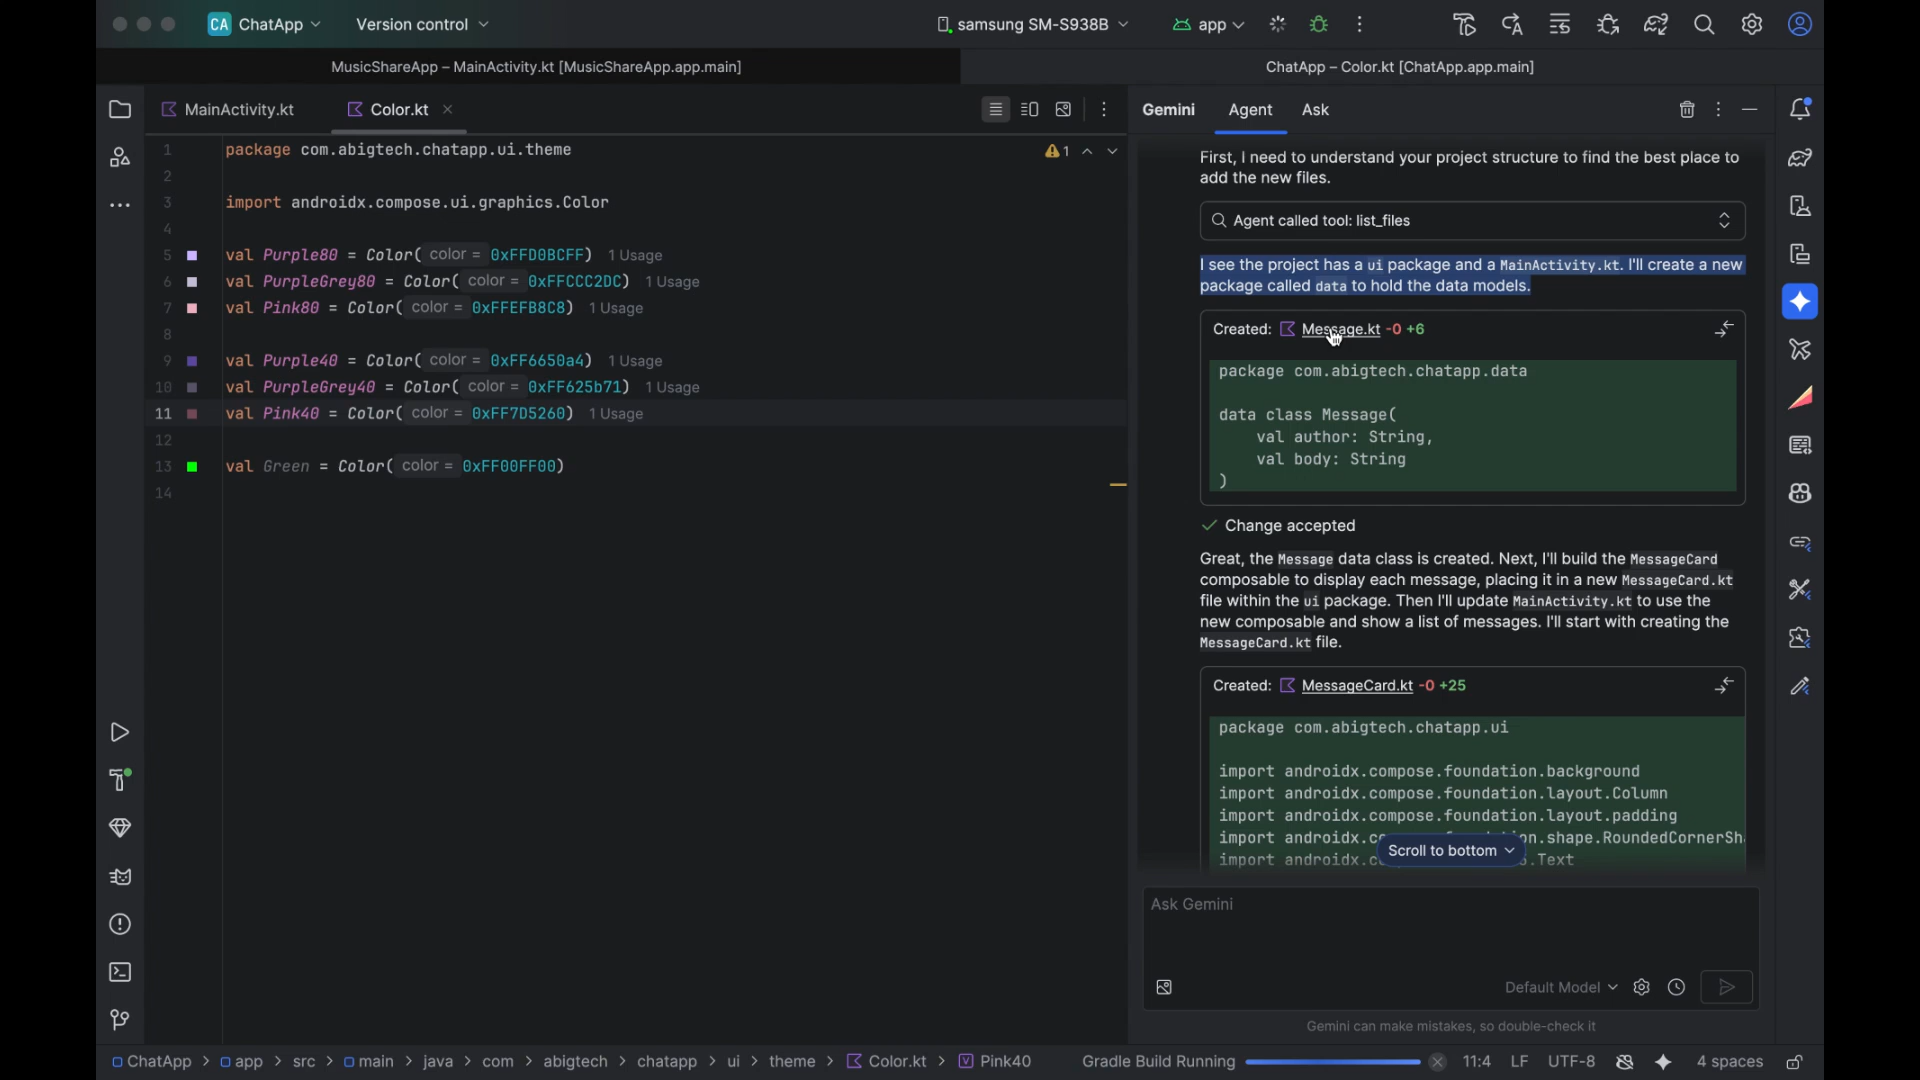 CA ChatApp Version control samsung SM-S938B app
MusicShareApp – MainActivity.kt [MusicShareApp.app.main] ChatApp – Color.kt [ChatApp.app.main]
MainActivity.kt Color.kt
1 package com.abigtech.chatapp.ui.theme 1
2
3 import androidx.compose.ui.graphics.Color
4
5 val Purple80 = Color( color = 0xFFD0BCFF) 1 Usage
6 val PurpleGrey80 = Color( color = 0xFFCCC2DC) 1 Usage
7 val Pink80 = Color( color = 0xFFEFB8C8) 1 Usage
8
9 val Purple40 = Color( color = 0xFF6650a4) 1 Usage
10 val PurpleGrey40 = Color( color = 0xFF625b71) 1 Usage
11 val Pink40 = Color( color = 0xFF7D5260) 1 Usage
12
13 val Green = Color( color = 0xFF00FF00)
14
Gemini Agent Ask
First, I need to understand your project structure to find the best place to
add the new files.
Agent called tool: list_files
I see the project has a ui package and a MainActivity.kt. I'll create a new
package called data to hold the data models.
Created: Message.kt -0 +6
package com.abigtech.chatapp.data
data class Message(
val author: String,
val body: String
)
Change accepted
Great, the Message data class is created. Next, I'll build the MessageCard
composable to display each message, placing it in a new MessageCard.kt
file within the ui package. Then I'll update MainActivity.kt to use the
new composable and show a list of messages. I'll start with creating the
MessageCard.kt file.
Created: MessageCard.kt -0 +25
package com.abigtech.chatapp.ui
import androidx.compose.foundation.background
import androidx.compose.foundation.layout.Column
import androidx.compose.foundation.layout.padding
import .shape.RoundedCornerSh
import .Text
Scroll to bottom
Ask Gemini
Default Model
Gemini can make mistakes, so double-check it
ChatApp > app > src > main > java > com > abigtech > chatapp > ui > theme > Color.kt > Pink40 Gradle Build Running 11:4 LF UTF-8 4 spaces